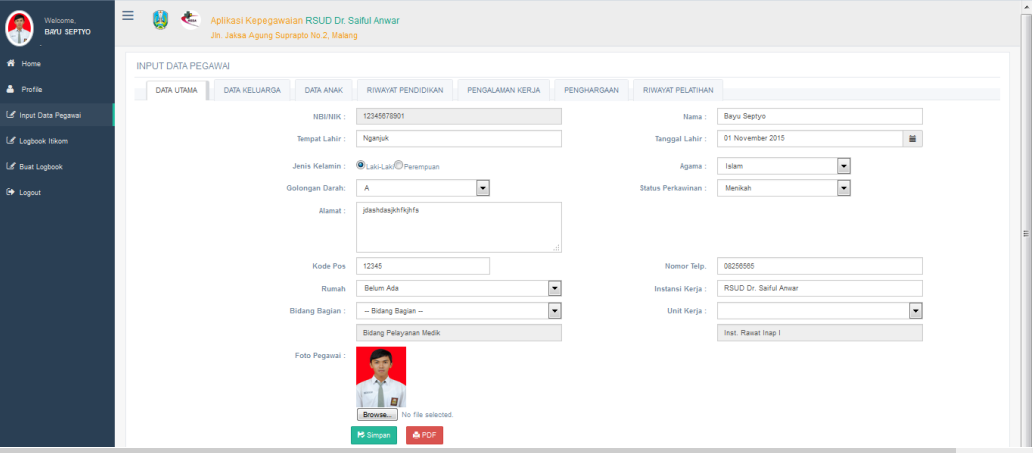 Welcome,
BAYU SEPTYO
Home
Profile
Input Data Pegawai
Logbook Itikom
Buat Logbook
Logout
Aplikasi Kepegawaian RSUD Dr. Saiful Anwar
Jln. Jaksa Agung Suprapto No.2, Malang
INPUT DATA PEGAWAI
DATA UTAMA DATA KELUARGA DATA ANAK RIWAYAT PENDIDIKAN PENGALAMAN KERJA PENGHARGAAN RIWAYAT PELATIHAN
NBI/NIK : 12345678901 Nama : Bayu Septyo
Tempat Lahir : Nganjuk Tanggal Lahir : 01 November 2015
Jenis Kelamin : Laki-Laki Perempuan Agama : Islam
Golongan Darah: A Status Perkawinan : Menikah
Alamat : jdashdasjkhfkjhfs
Kode Pos 12345 Nomor Telp. 08256565
Rumah Belum Ada Instansi Kerja : RSUD Dr. Saiful Anwar
Bidang Bagian : -- Bidang Bagian -- Unit Kerja :
Bidang Pelayanan Medik Inst. Rawat Inap I
Foto Pegawai :
Browse... No file selected.
Simpan PDF